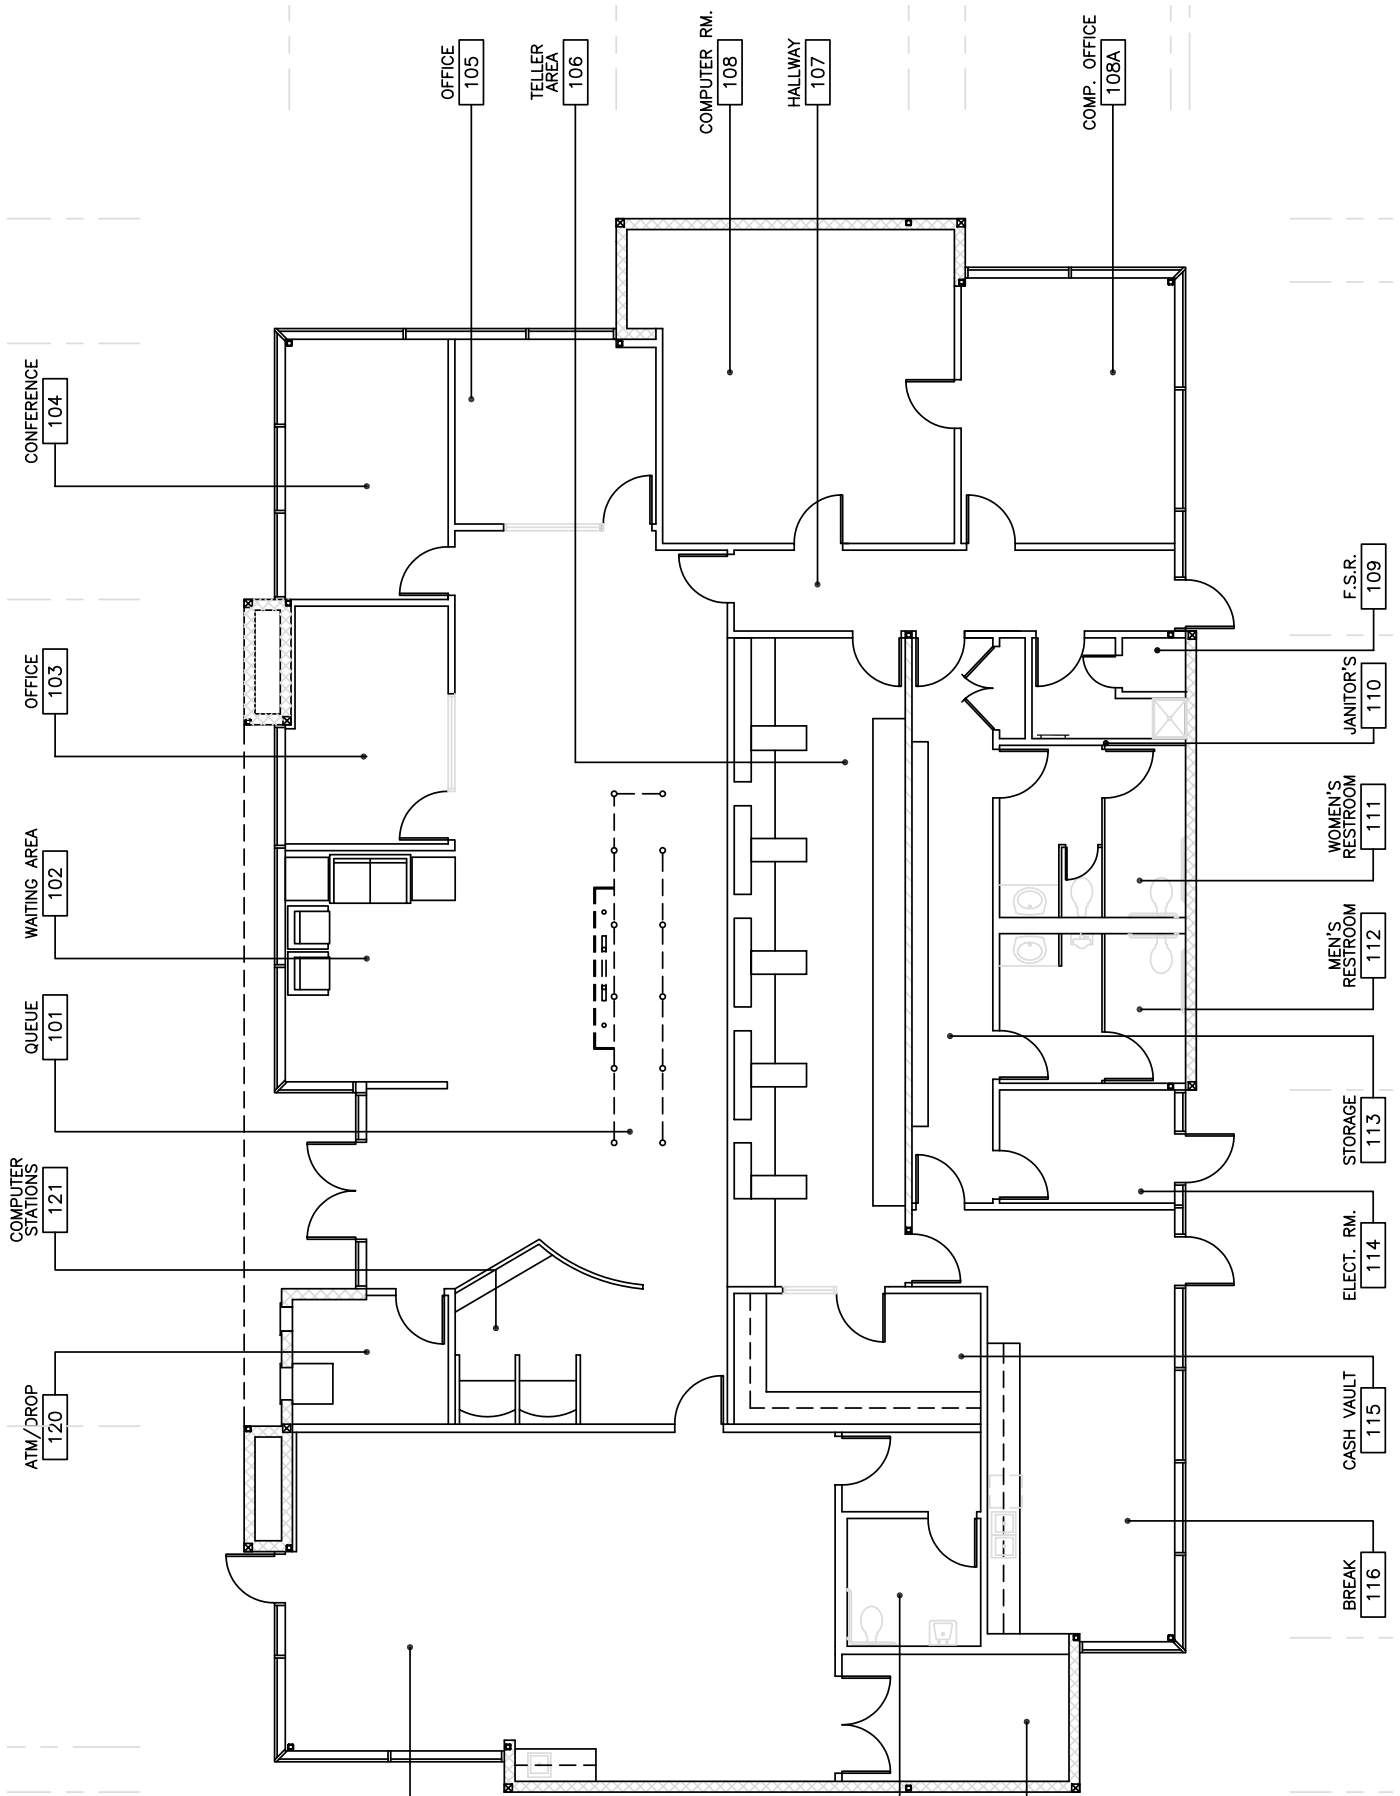 OFFICE
105
TELLER
AREA
106
COMPUTER RM.
108
HALLWAY
107
COMP. OFFICE
108A
CONFERENCE
104
OFFICE
103
WAITING AREA
102
QUEUE
101
COMPUTER
STATIONS
121
ATM/DROP
120
F.S.R.
109
JANITOR'S
110
WOMEN'S
RESTROOM
111
MEN'S
RESTROOM
112
STORAGE
113
ELECT. RM.
114
CASH VAULT
115
BREAK
116